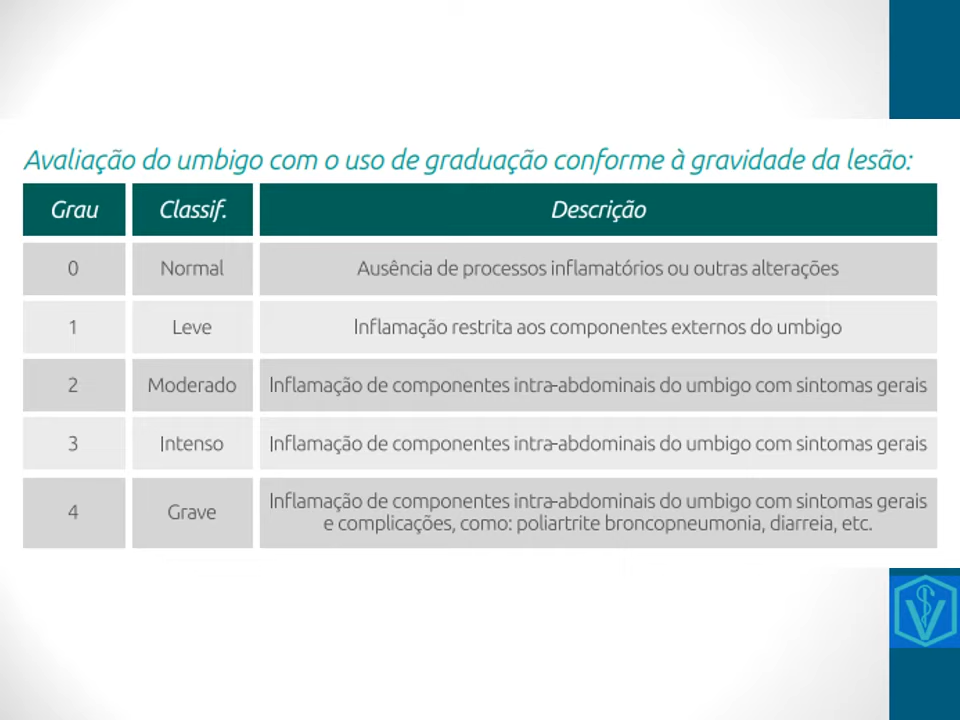 Avaliação do umbigo com o uso de graduação conforme à gravidade da lesão:
Grau Classif. Descrição
0 Normal Ausência de processos inflamatórios ou outras alterações
1 Leve Inflamação restrita aos componentes externos do umbigo
2 Moderado Inflamação de componentes intra-abdominais do umbigo com sintomas gerais
3 Intenso Inflamação de componentes intra-abdominais do umbigo com sintomas gerais
4 Grave Inflamação de componentes intra-abdominais do umbigo com sintomas gerais
e complicações, como: poliartrite broncopneumonia, diarreia, etc.
V